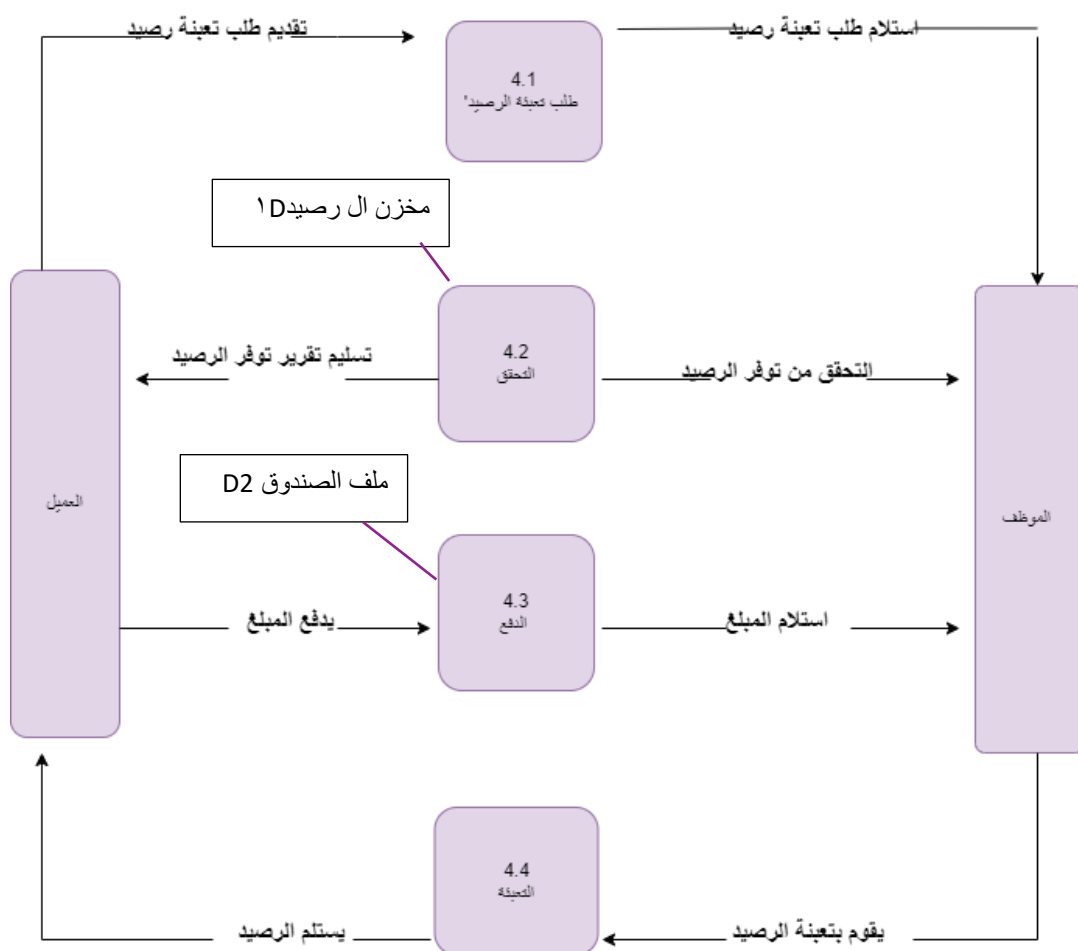 تقديم طلب تعبئة رصيد
استلام طلب تعبئة رصيد
4.1
طلب تعبئة الرصيد'
مخزن ال رصيدD١
تسليم تقرير توفر الرصيد
4.2
التحقق
التحقق من توفر الرصيد
ملف الصندوق D2
العميل
الموظف
يدفع المبلغ
4.3
الدفع
استلام المبلغ
4.4
التعبئة
يستلم الرصيد
يقوم بتعبئة الرصيد